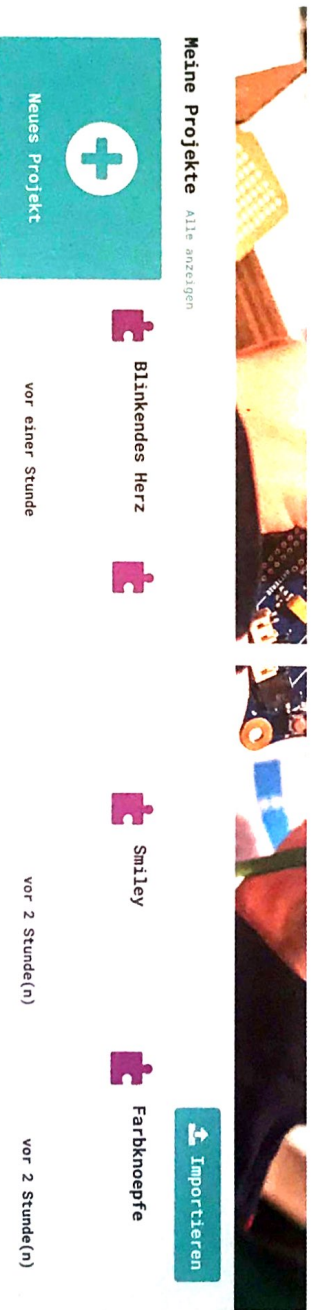 Meine Projekte Alle anzeigen
Importieren
Neues Projekt
Blinkendes Herz
vor einer Stunde
Smiley
vor 2 Stunde(n)
Farbknoepfe
vor 2 Stunde(n)